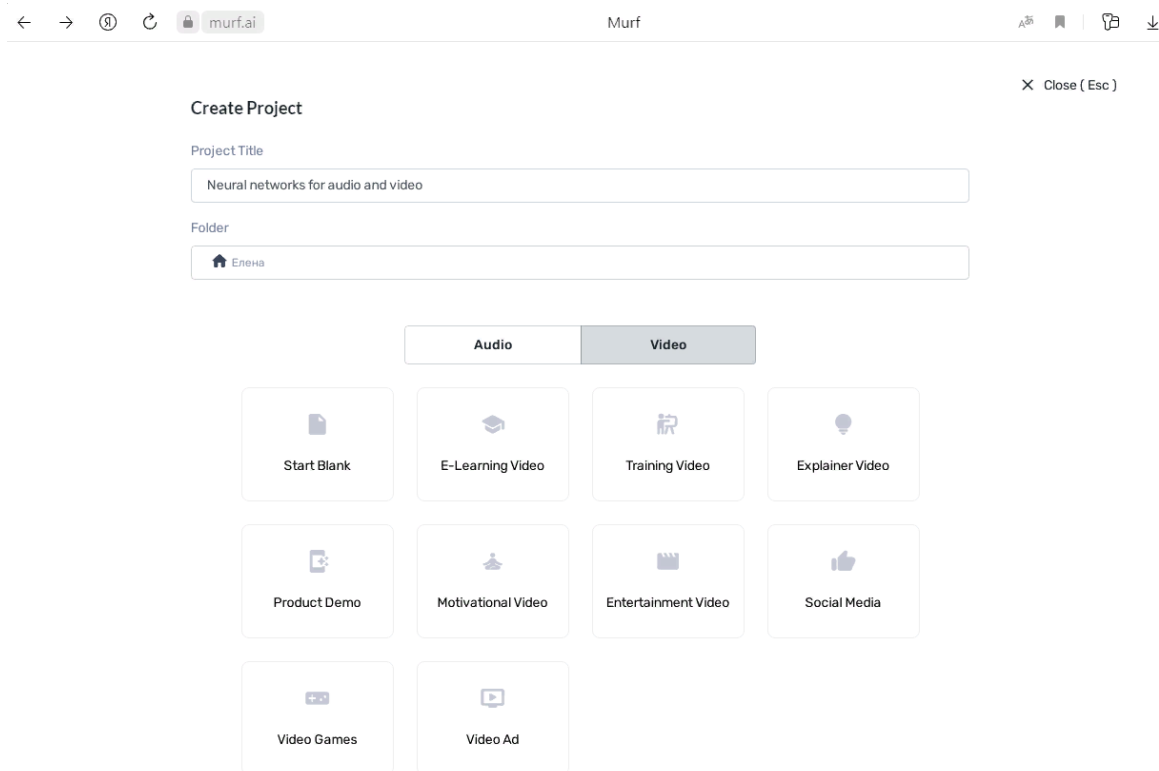 Я murf.ai Murf
Close ( Esc )
Create Project
Project Title
Neural networks for audio and video
Folder
Елена
Audio Video
Start Blank E-Learning Video Training Video Explainer Video
Product Demo Motivational Video Entertainment Video Social Media
Video Games Video Ad